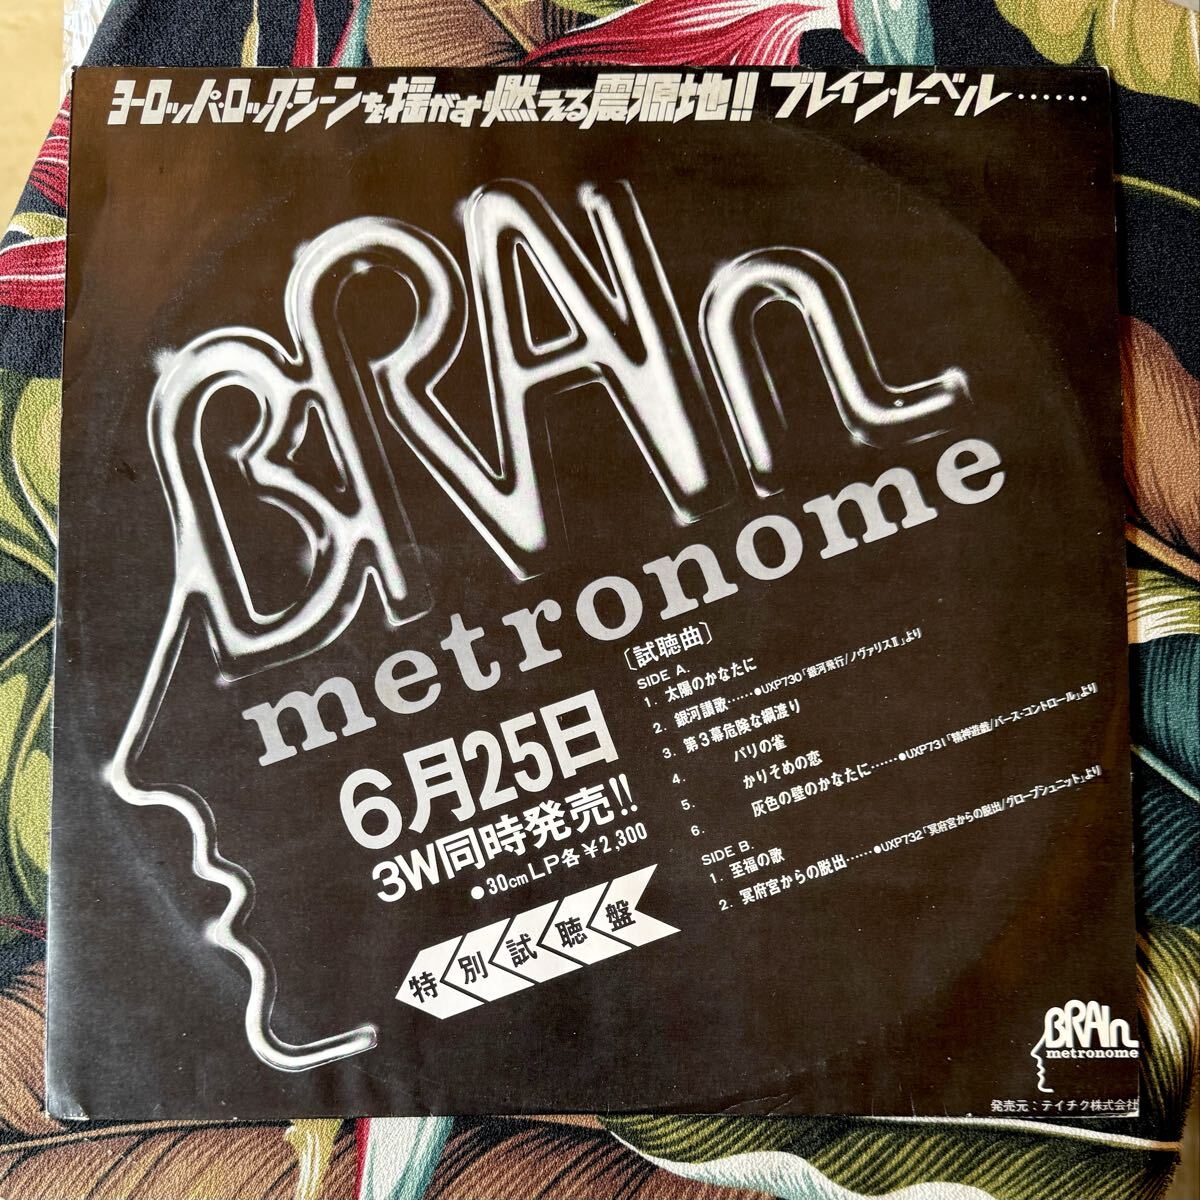 ヨーロッパ・ロック・シーンを揺がす燃える震源地!! ブレイン・レーベル……
BRAIn
metronome
6月25日
3W同時発売!!
●30cm LP各¥2,300
特別試聴盤
〔試聴曲〕
SIDE A.
1. 太陽のかなたに
2. 銀河讃歌……●UXP730「銀河飛行/ノヴァリスⅡ」より
3. 第3幕危険な綱渡り
4. パリの雀
5. かりそめの恋
6. 灰色の壁のかなたに……●UXP731「精神遊戯/バース・コントロール」より
SIDE B.
1. 至福の歌
2. 冥府宮からの脱出……●UXP732「冥府宮からの脱出/グローブシュニット」より
BRAIn
metronome
発売元:テイチク株式会社